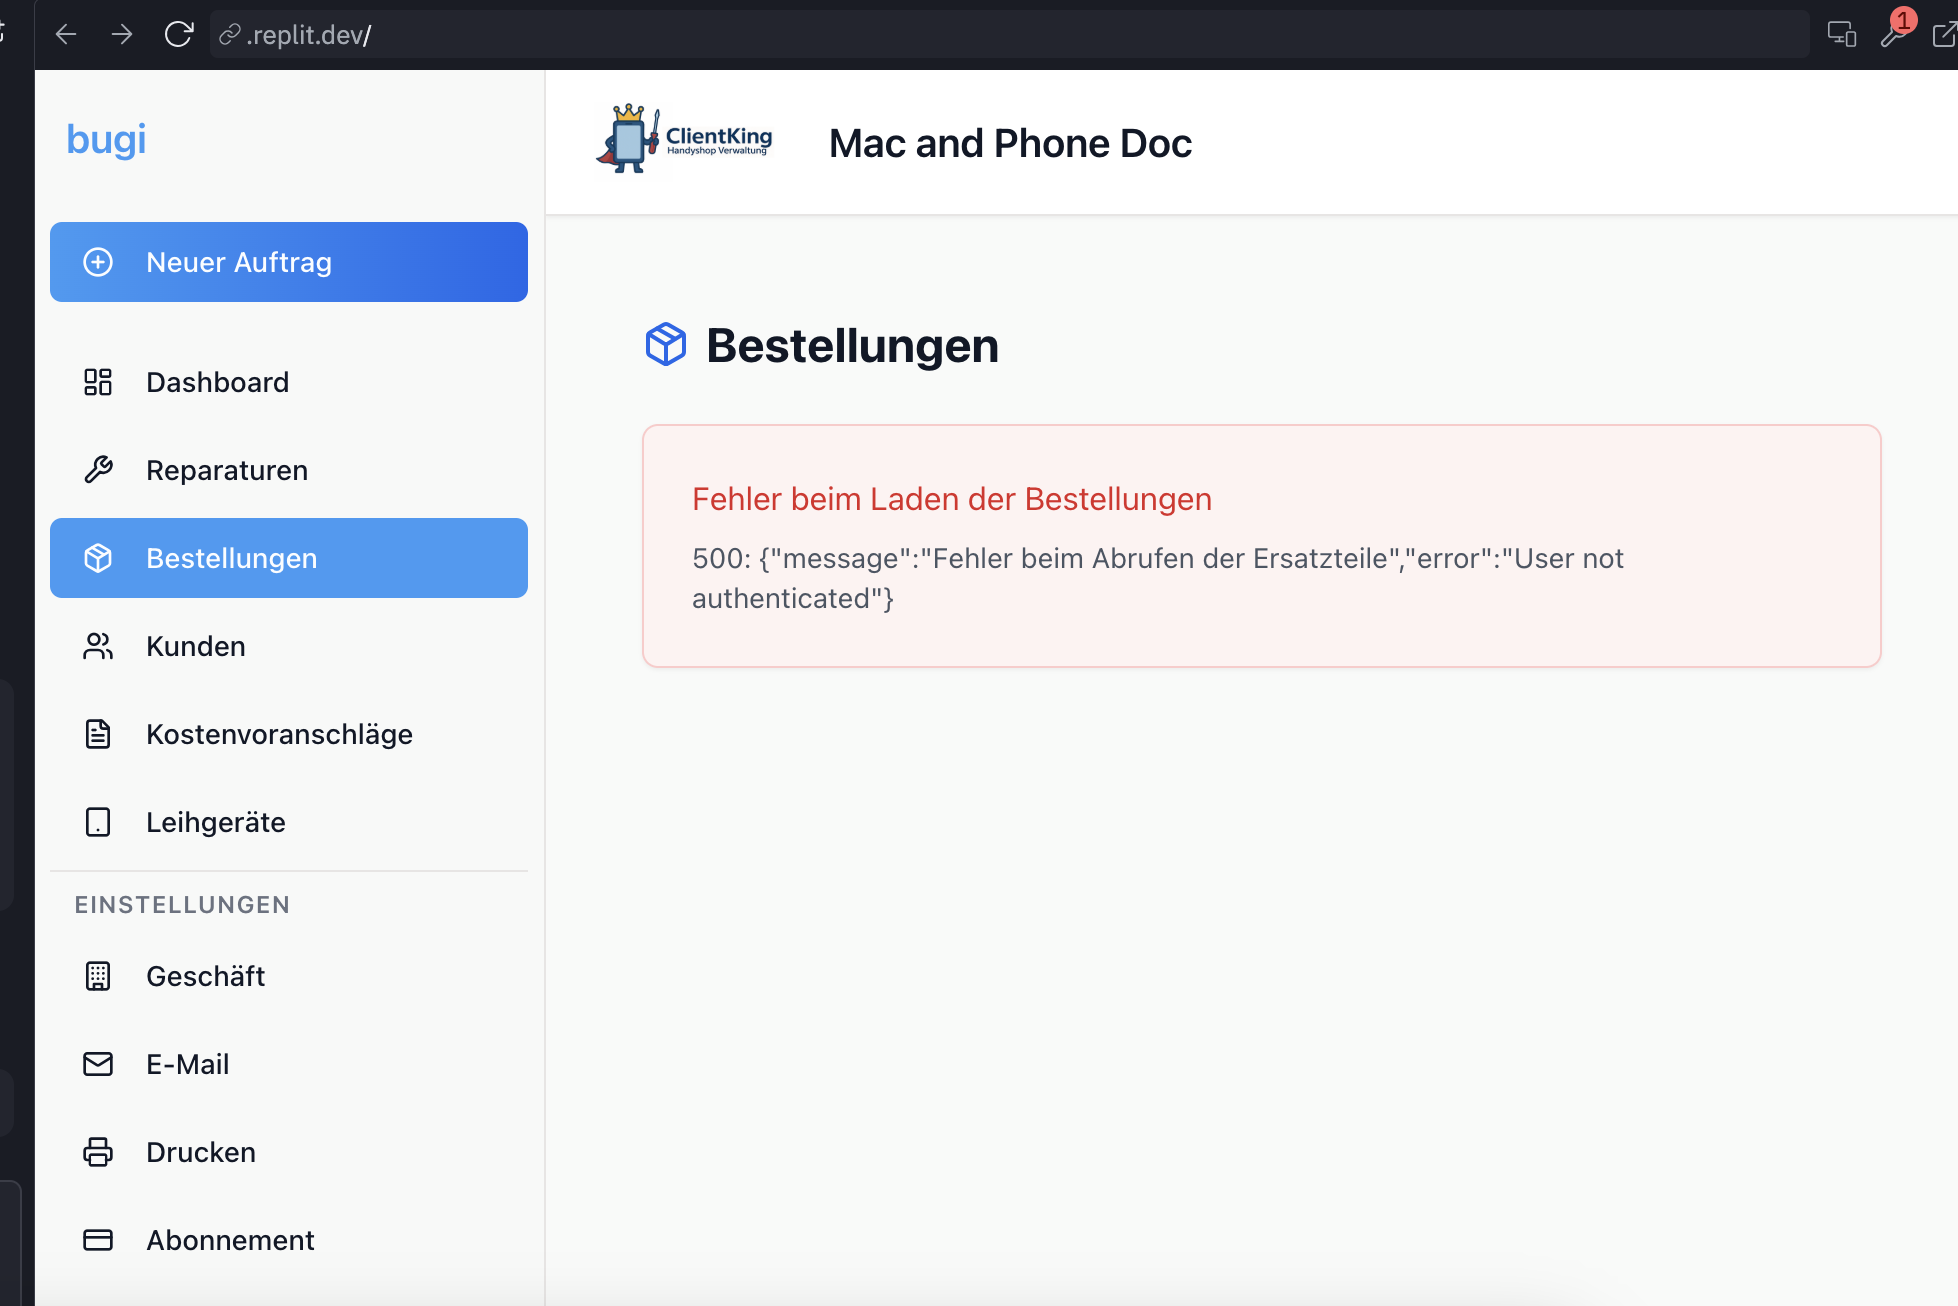 .replit.dev/
1
bugi
ClientKing
Handyshop Verwaltung
Mac and Phone Doc
Neuer Auftrag
Dashboard
Reparaturen
Bestellungen
Kunden
Kostenvoranschläge
Leihgeräte
EINSTELLUNGEN
Geschäft
E-Mail
Drucken
Abonnement
Bestellungen
Fehler beim Laden der Bestellungen
500: {"message":"Fehler beim Abrufen der Ersatzteile","error":"User not
authenticated"}